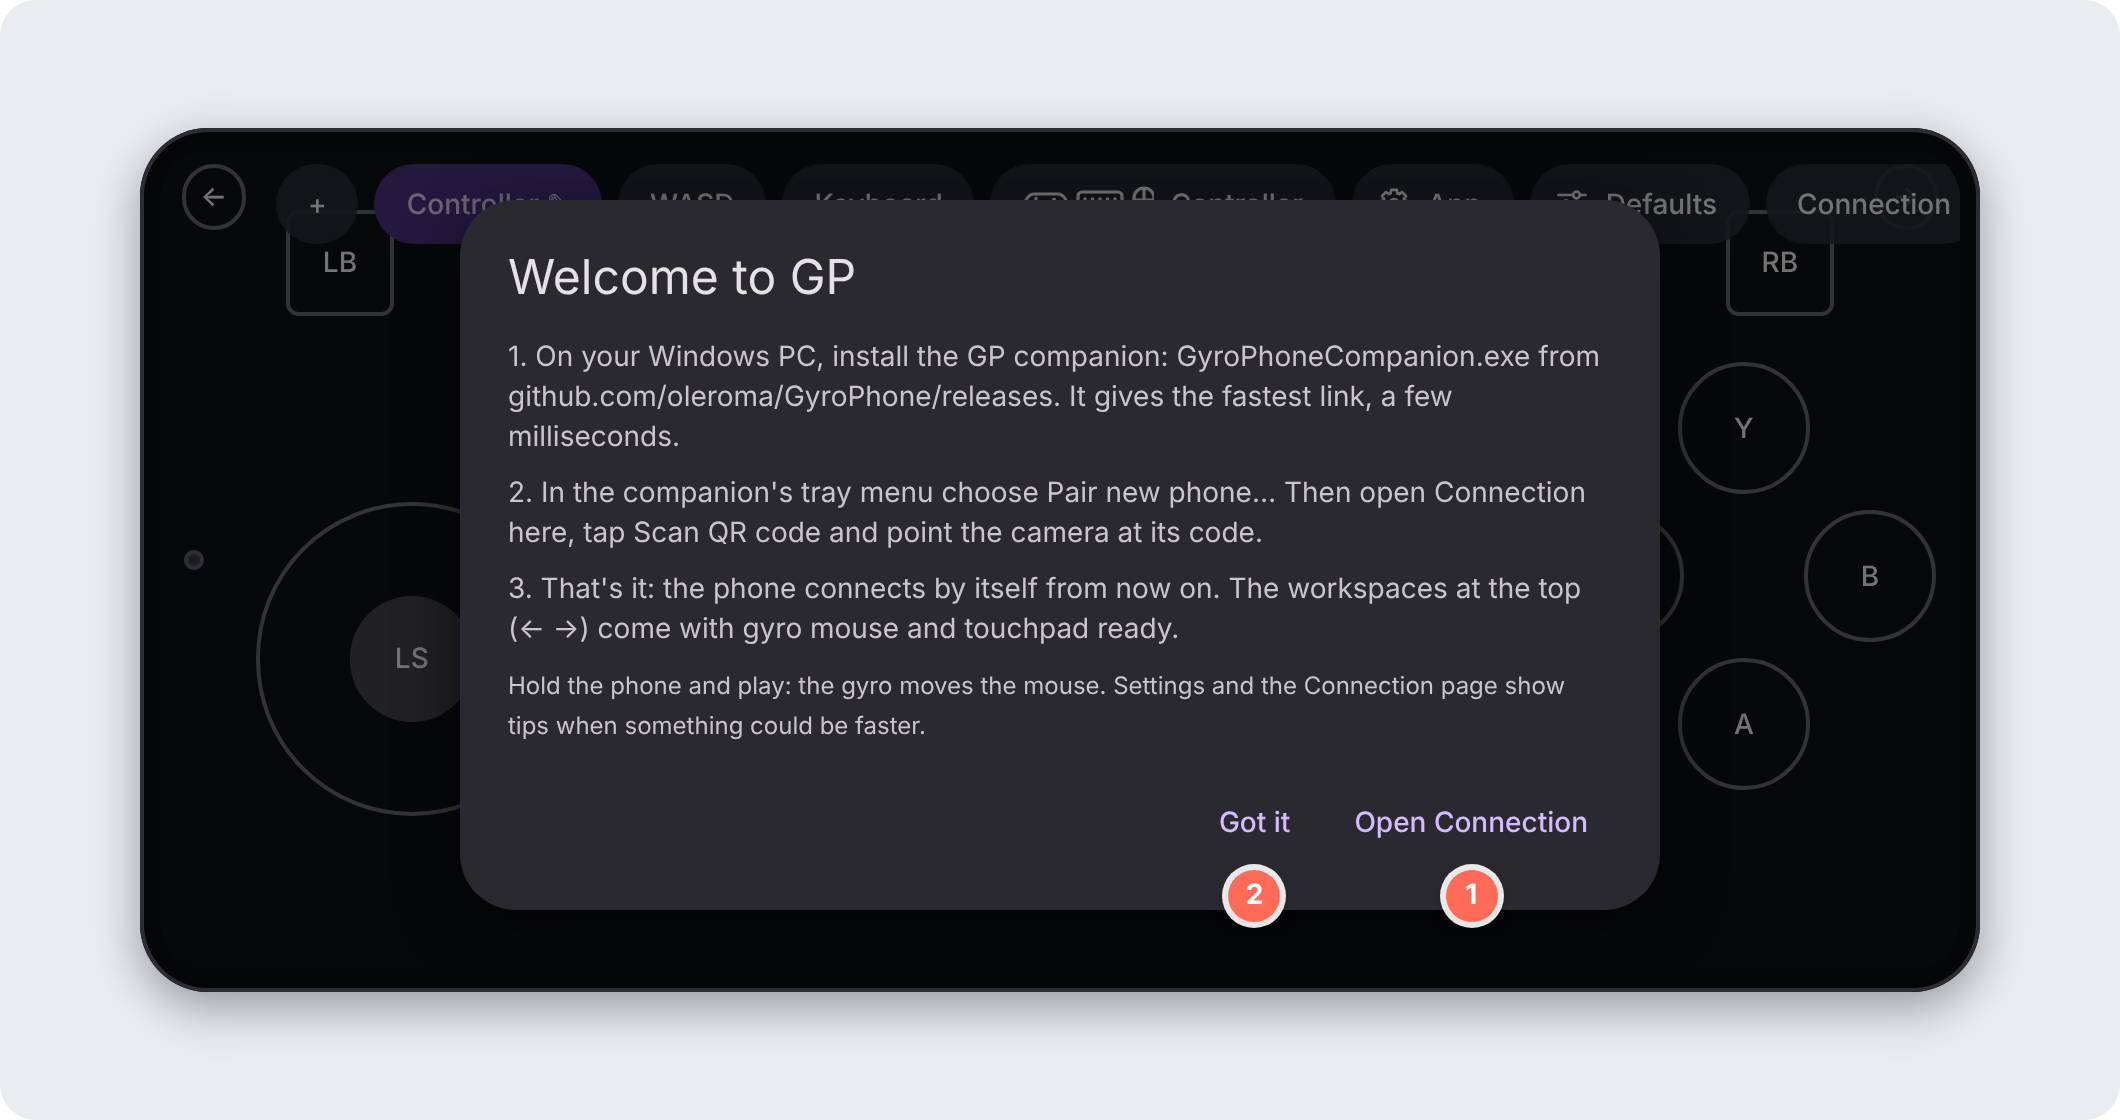 +
Controller
WASD
Keyboard
Controller
App
Defaults
Connection
LB
RB
Welcome to GP
1. On your Windows PC, install the GP companion: GyroPhoneCompanion.exe from
github.com/oleroma/GyroPhone/releases. It gives the fastest link, a few
milliseconds.
2. In the companion's tray menu choose Pair new phone... Then open Connection
here, tap Scan QR code and point the camera at its code.
3. That's it: the phone connects by itself from now on. The workspaces at the top
(← →) come with gyro mouse and touchpad ready.
Hold the phone and play: the gyro moves the mouse. Settings and the Connection page show
tips when something could be faster.
Y
B
LS
A
Got it
Open Connection
2
1